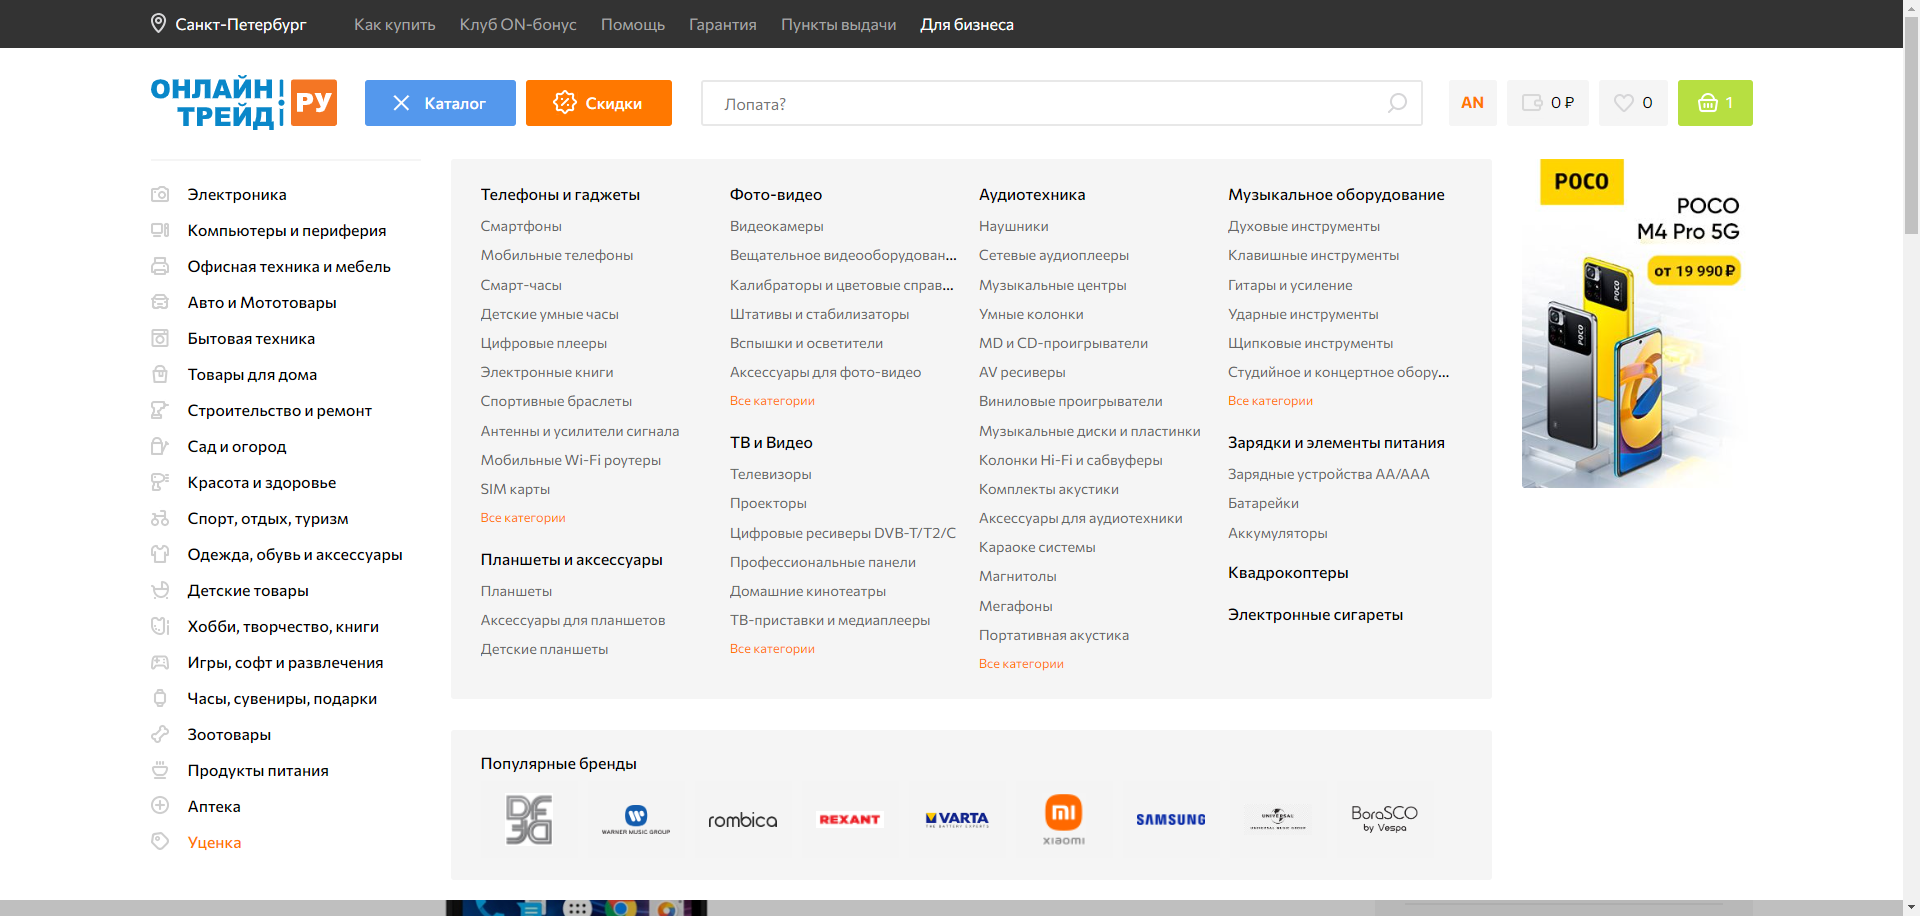 Санкт-Петербург
Как купить
Клуб ON-бонус
Помощь
Гарантия
Пункты выдачи
Для бизнеса
ОНЛАЙН
ТРЕЙД
РУ
Каталог
Скидки
Лопата?
AN
0 ₽
0
1
Электроника
Компьютеры и периферия
Офисная техника и мебель
Авто и Мототовары
Бытовая техника
Товары для дома
Строительство и ремонт
Сад и огород
Красота и здоровье
Спорт, отдых, туризм
Одежда, обувь и аксессуары
Детские товары
Хобби, творчество, книги
Игры, софт и развлечения
Часы, сувениры, подарки
Зоотовары
Продукты питания
Аптека
Уценка
Телефоны и гаджеты
Смартфоны
Мобильные телефоны
Смарт-часы
Детские умные часы
Цифровые плееры
Электронные книги
Спортивные браслеты
Антенны и усилители сигнала
Мобильные Wi-Fi роутеры
SIM карты
Все категории
Планшеты и аксессуары
Планшеты
Аксессуары для планшетов
Детские планшеты
Фото-видео
Видеокамеры
Вещательное видеооборудован...
Калибраторы и цветовые справ...
Штативы и стабилизаторы
Вспышки и осветители
Аксессуары для фото-видео
Все категории
ТВ и Видео
Телевизоры
Проекторы
Цифровые ресиверы DVB-T/T2/C
Профессиональные панели
Домашние кинотеатры
ТВ-приставки и медиаплееры
Все категории
Аудиотехника
Наушники
Сетевые аудиоплееры
Музыкальные центры
Умные колонки
MD и CD-проигрыватели
AV ресиверы
Виниловые проигрыватели
Музыкальные диски и пластинки
Колонки Hi-Fi и сабвуферы
Комплекты акустики
Аксессуары для аудиотехники
Караоке системы
Магнитолы
Мегафоны
Портативная акустика
Все категории
Музыкальное оборудование
Духовые инструменты
Клавишные инструменты
Гитары и усиление
Ударные инструменты
Щипковые инструменты
Студийное и концертное обору...
Все категории
Зарядки и элементы питания
Зарядные устройства AA/AAA
Батарейки
Аккумуляторы
Квадрокоптеры
Электронные сигареты
POCO
POCO
M4 Pro 5G
от 19 990 ₽
POCO
POCO
Популярные бренды
WARNER MUSIC GROUP
rombica
REXANT
VARTA
THE BATTERY EXPERTS
xiaomi
SAMSUNG
UNIVERSAL
UNIVERSAL MUSIC GROUP
BoraSCO
by Vespa